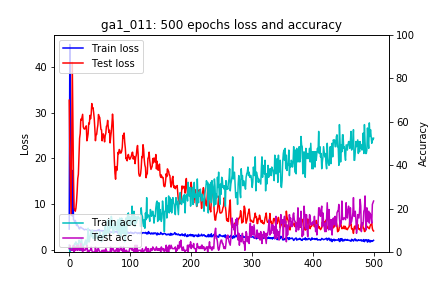 ga1_011: 500 epochs loss and accuracy
Train loss
Test loss
Train acc
Test acc
Loss
Accuracy
40
30
20
10
0
100
80
60
40
20
0
0 100 200 300 400 500